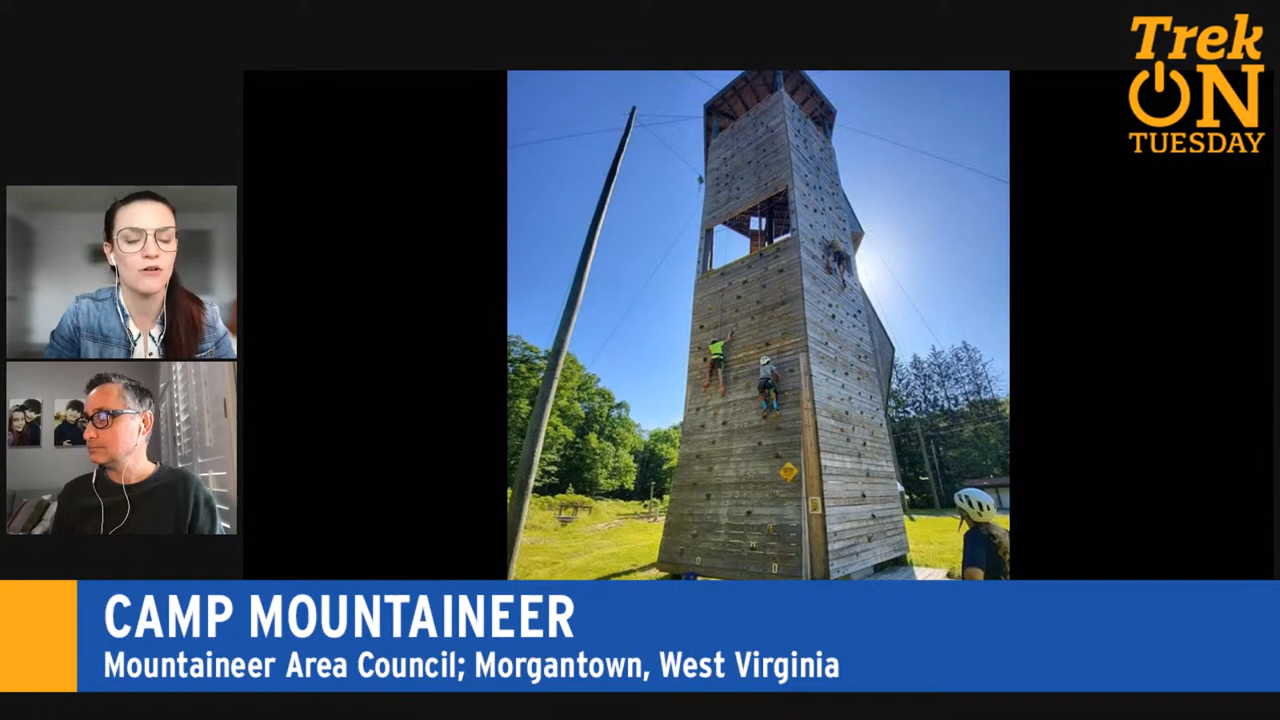 Trek
ON
TUESDAY
CAMP MOUNTAINEER
Mountaineer Area Council; Morgantown, West Virginia